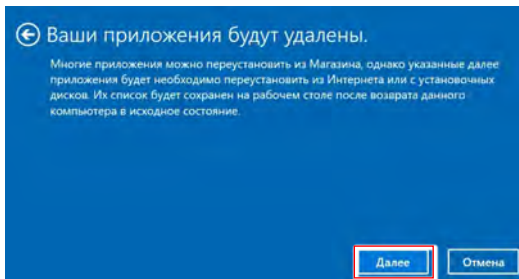 Ваши приложения будут удалены.
Многие приложения можно переустановить из Магазина, однако указанные далее
приложения будет необходимо переустановить из Интернета или с установочных
дисков. Их список будет сохранен на рабочем столе после возврата данного
компьютера в исходное состояние.
Далее Отмена